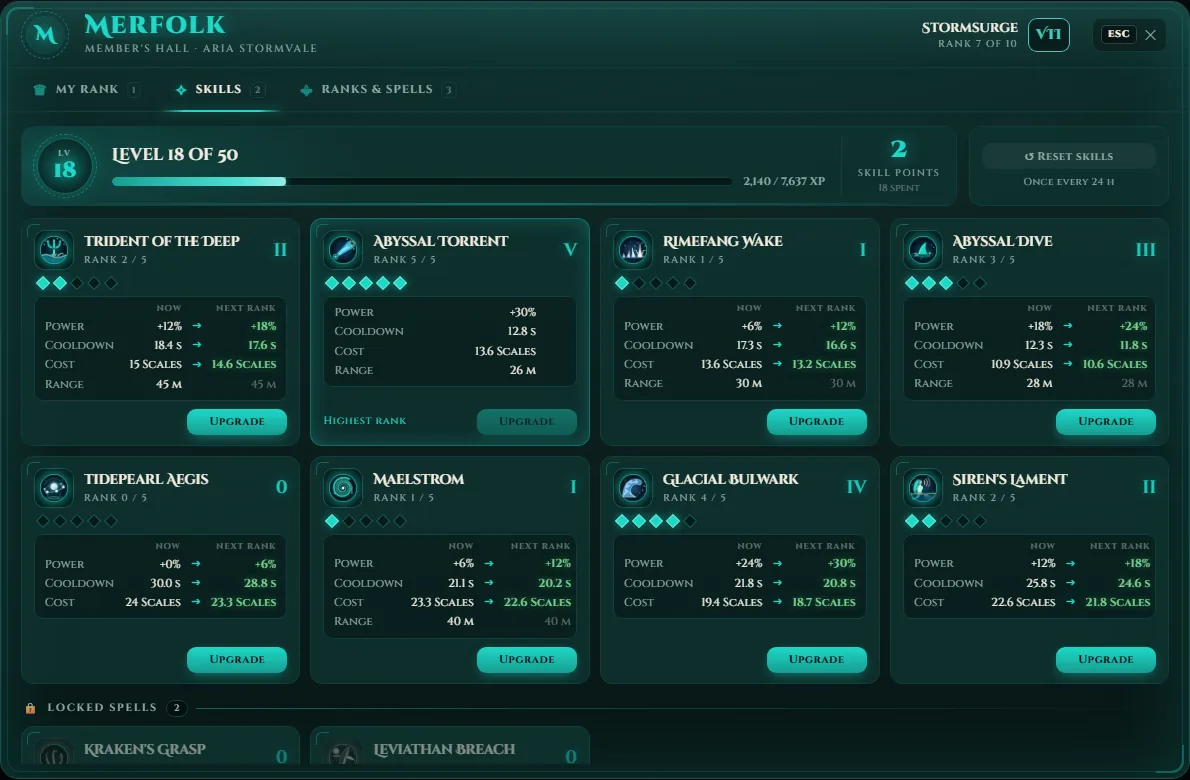 M
Merfolk
Member's Hall · Aria Stormvale
Stormsurge
Rank 7 of 10
VII
ESC
My Rank 1
Skills 2
Ranks & Spells 3
LV
18
Level 18 of 50
2,140 / 7,637 XP
2
Skill Points
18 spent
↺ Reset skills
Once every 24 h
Trident of the Deep
Rank 2 / 5
II
Now Next rank
Power +12% → +18%
Cooldown 18.4 s → 17.6 s
Cost 15 Scales → 14.6 Scales
Range 45 m 45 m
Upgrade
Abyssal Torrent
Rank 5 / 5
V
Power +30%
Cooldown 12.8 s
Cost 13.6 Scales
Range 26 m
Highest rank
Upgrade
Rimefang Wake
Rank 1 / 5
I
Now Next rank
Power +6% → +12%
Cooldown 17.3 s → 16.6 s
Cost 13.6 Scales → 13.2 Scales
Range 30 m 30 m
Upgrade
Abyssal Dive
Rank 3 / 5
III
Now Next rank
Power +18% → +24%
Cooldown 12.3 s → 11.8 s
Cost 10.9 Scales → 10.6 Scales
Range 28 m 28 m
Upgrade
Tidepearl Aegis
Rank 0 / 5
0
Now Next rank
Power +0% → +6%
Cooldown 30.0 s → 28.8 s
Cost 24 Scales → 23.3 Scales
Upgrade
Maelstrom
Rank 1 / 5
I
Now Next rank
Power +6% → +12%
Cooldown 21.1 s → 20.2 s
Cost 23.3 Scales → 22.6 Scales
Range 40 m 40 m
Upgrade
Glacial Bulwark
Rank 4 / 5
IV
Now Next rank
Power +24% → +30%
Cooldown 21.8 s → 20.8 s
Cost 19.4 Scales → 18.7 Scales
Upgrade
Siren's Lament
Rank 2 / 5
II
Now Next rank
Power +12% → +18%
Cooldown 25.8 s → 24.6 s
Cost 22.6 Scales → 21.8 Scales
Upgrade
Locked Spells 2
Kraken's Grasp
0
Leviathan Breach
0